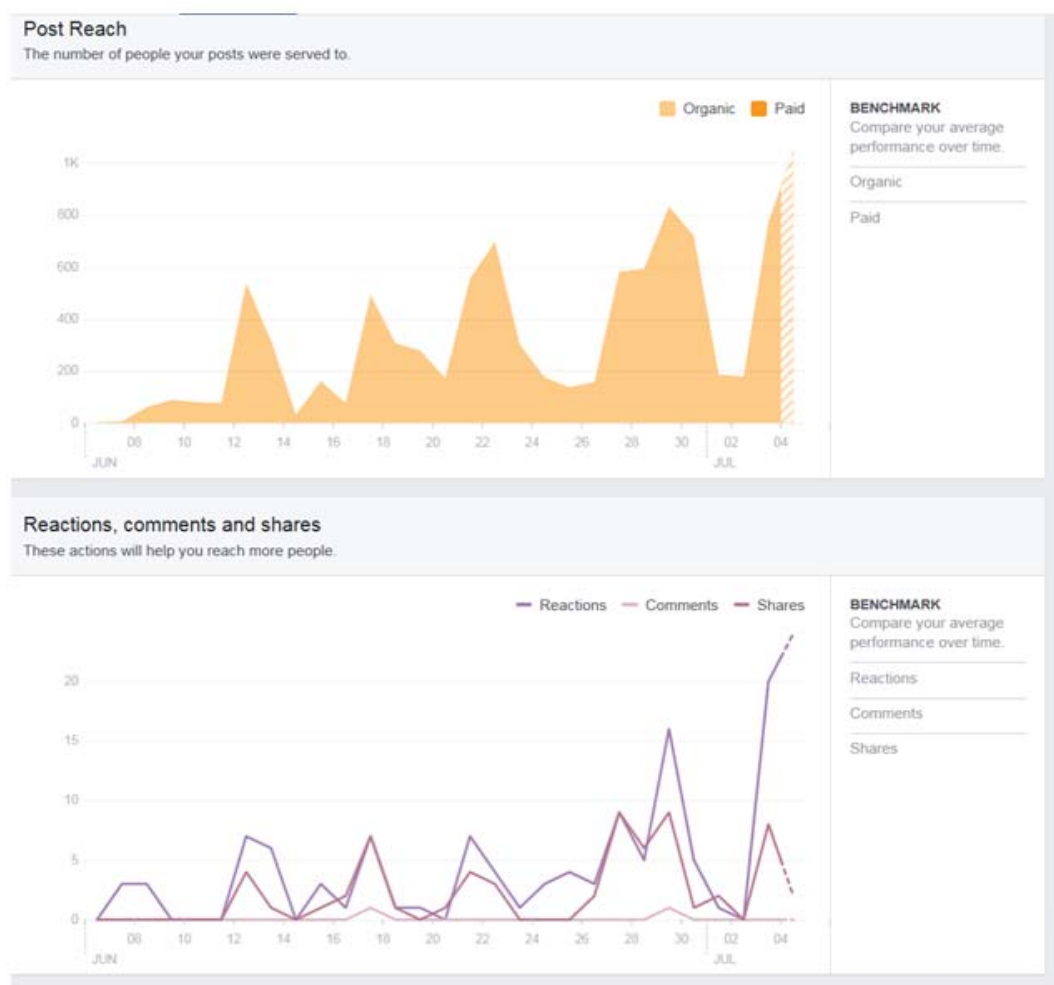 Post Reach
The number of people your posts were served to.
Organic Paid
BENCHMARK
Compare your average
performance over time.
Organic
Paid
1K
800
600
400
200
0
08 10 12 14 16 18 20 22 24 26 28 30 02 04
JUN JUL
Reactions, comments and shares
These actions will help you reach more people.
Reactions Comments Shares
BENCHMARK
Compare your average
performance over time.
Reactions
Comments
Shares
20
15
10
5
0
08 10 12 14 16 18 20 22 24 26 28 30 02 04
JUN JUL